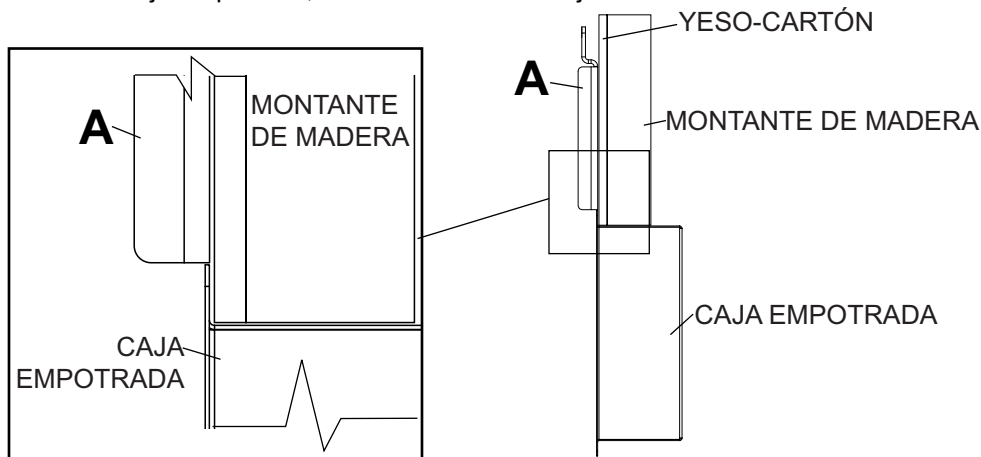 YESO-CARTÓN
A
MONTANTE
DE MADERA
A
MONTANTE DE MADERA
CAJA
EMPOTRADA
CAJA EMPOTRADA